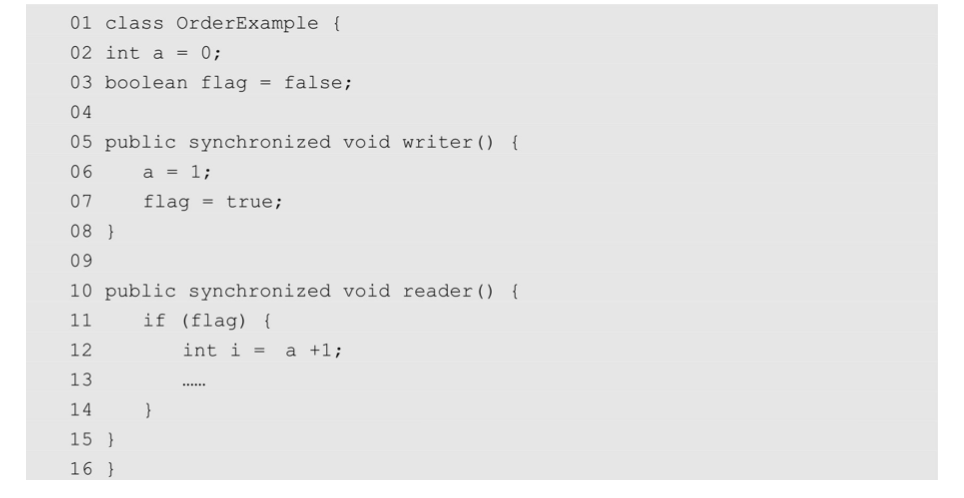 01 class OrderExample {
02 int a = 0;
03 boolean flag = false;
04
05 public synchronized void writer() {
06     a = 1;
07     flag = true;
08 }
09
10 public synchronized void reader() {
11     if (flag) {
12         int i =  a +1;
13         ……
14     }
15 }
16 }